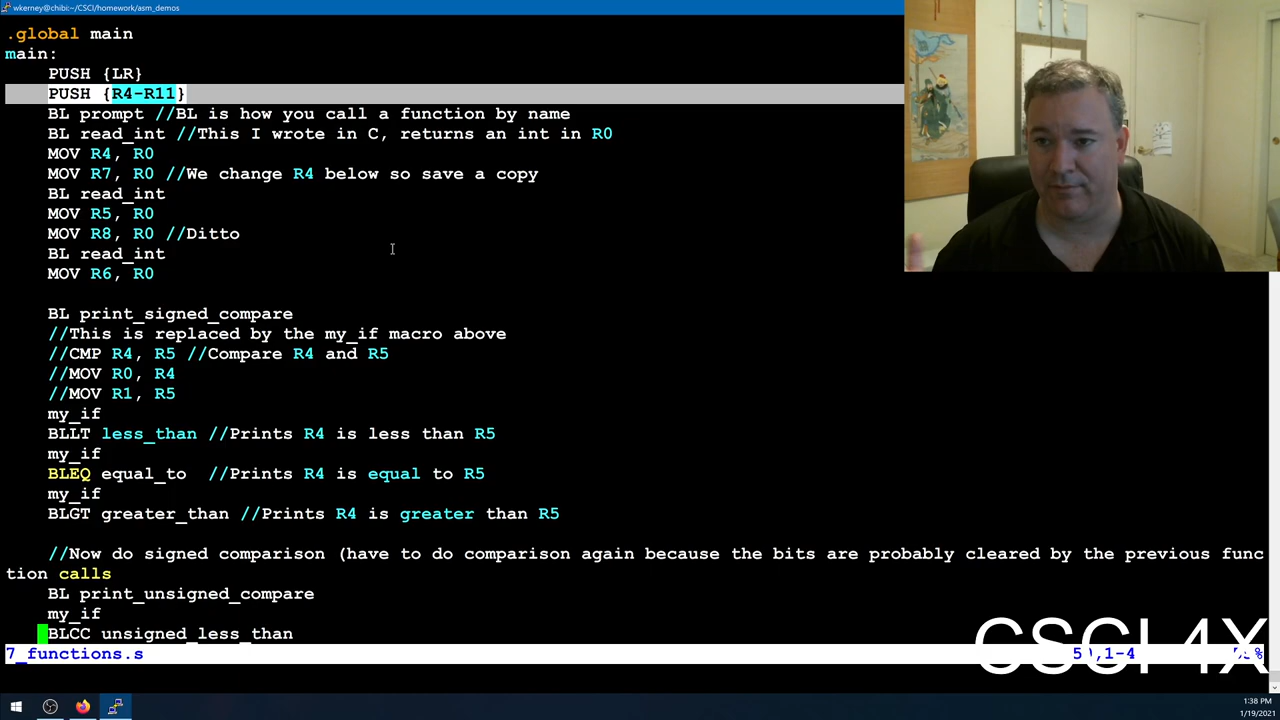 wkerney@chibi:~/CSCI/homework/asm_demos
.global main
main:
PUSH {LR}
PUSH {R4-R11}
BL prompt //BL is how you call a function by name
BL read_int //This I wrote in C, returns an int in R0
MOV R4, R0
MOV R7, R0 //We change R4 below so save a copy
BL read_int
MOV R5, R0
MOV R8, R0 //Ditto
BL read_int
MOV R6, R0
BL print_signed_compare
//This is replaced by the my_if macro above
//CMP R4, R5 //Compare R4 and R5
//MOV R0, R4
//MOV R1, R5
my_if
BLLT less_than //Prints R4 is less than R5
my_if
BLEQ equal_to  //Prints R4 is equal to R5
my_if
BLGT greater_than //Prints R4 is greater than R5
//Now do signed comparison (have to do comparison again because the bits are probably cleared by the previous func
tion calls
BL print_unsigned_compare
my_if
BLCC unsigned_less_than
CSCI 4X
7_functions.s
1:38 PM
1/19/2021